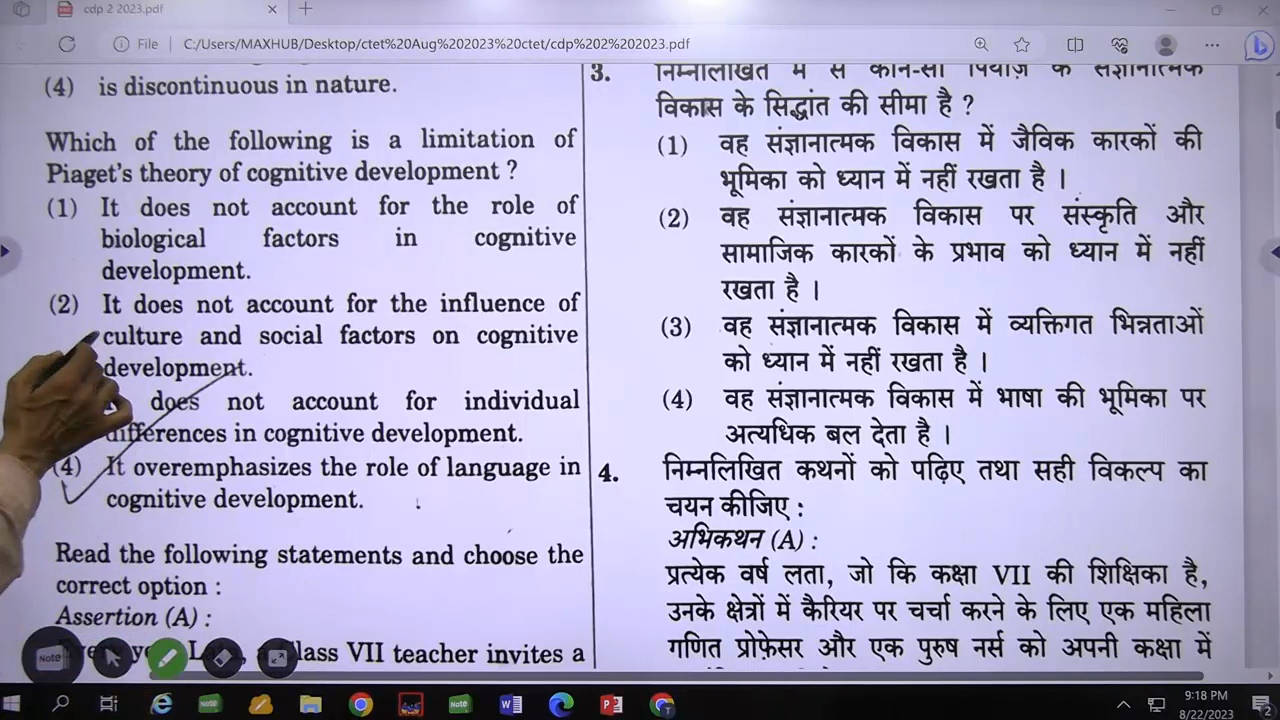 cdp 2 2023.pdf
File
C:/Users/MAXHUB/Desktop/ctet%20Aug%202023%20ctet/cdp%202%202023.pdf
(4) is discontinuous in nature.
Which of the following is a limitation of
Piaget's theory of cognitive development ?
(1) It does not account for the role of
biological factors in cognitive
development.
(2) It does not account for the influence of
culture and social factors on cognitive
development.
does not account for individual
differences in cognitive development.
(4) It overemphasizes the role of language in
cognitive development.
Read the following statements and choose the
correct option :
Assertion (A) :
Class VII teacher invites a
3. निम्नलिखित में से कौन-सी पियाज़े के संज्ञानात्मक
विकास के सिद्धांत की सीमा है ?
(1) वह संज्ञानात्मक विकास में जैविक कारकों की
भूमिका को ध्यान में नहीं रखता है ।
(2) वह संज्ञानात्मक विकास पर संस्कृति और
सामाजिक कारकों के प्रभाव को ध्यान में नहीं
रखता है ।
(3) वह संज्ञानात्मक विकास में व्यक्तिगत भिन्नताओं
को ध्यान में नहीं रखता है ।
(4) वह संज्ञानात्मक विकास में भाषा की भूमिका पर
अत्यधिक बल देता है ।
4. निम्नलिखित कथनों को पढ़िए तथा सही विकल्प का
चयन कीजिए :
अभिकथन (A) :
प्रत्येक वर्ष लता, जो कि कक्षा VII की शिक्षिका है,
उनके क्षेत्रों में कैरियर पर चर्चा करने के लिए एक महिला
गणित प्रोफ़ेसर और एक पुरुष नर्स को अपनी कक्षा में
Note
Note
Note
9:18 PM
8/22/2023